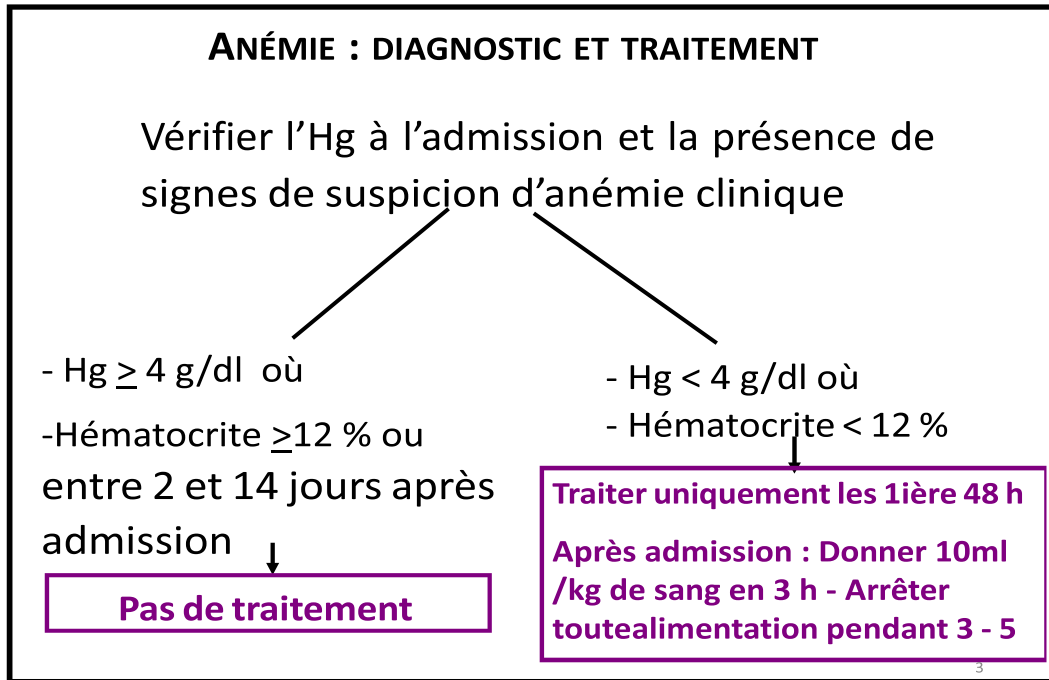 ANÉMIE : DIAGNOSTIC ET TRAITEMENT
Vérifier l’Hg à l’admission et la présence de
signes de suspicion d’anémie clinique
- Hg ≥ 4 g/dl où
-Hématocrite ≥12 % ou
entre 2 et 14 jours après
admission
Pas de traitement
- Hg < 4 g/dl où
- Hématocrite < 12 %
Traiter uniquement les 1ière 48 h
Après admission : Donner 10ml
/kg de sang en 3 h - Arrêter
toutealimentation pendant 3 - 5
3